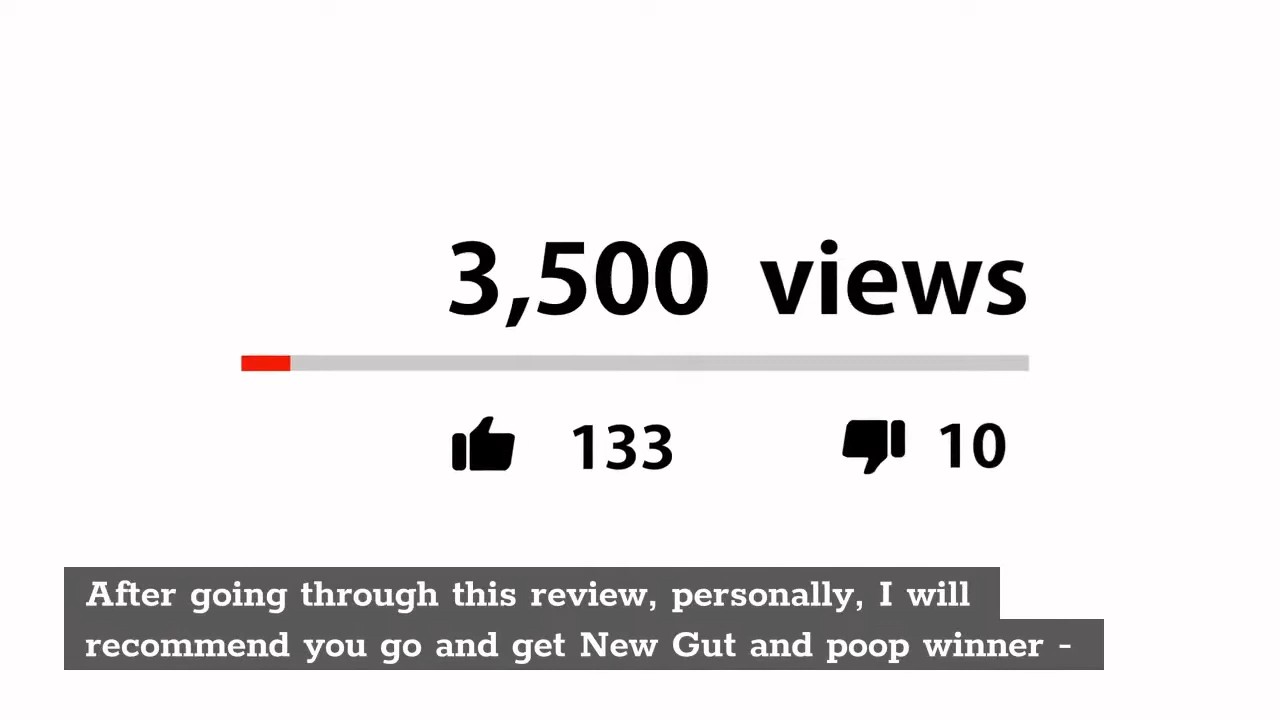 3,500 views
133 10
After going through this review, personally, I will
recommend you go and get New Gut and poop winner -